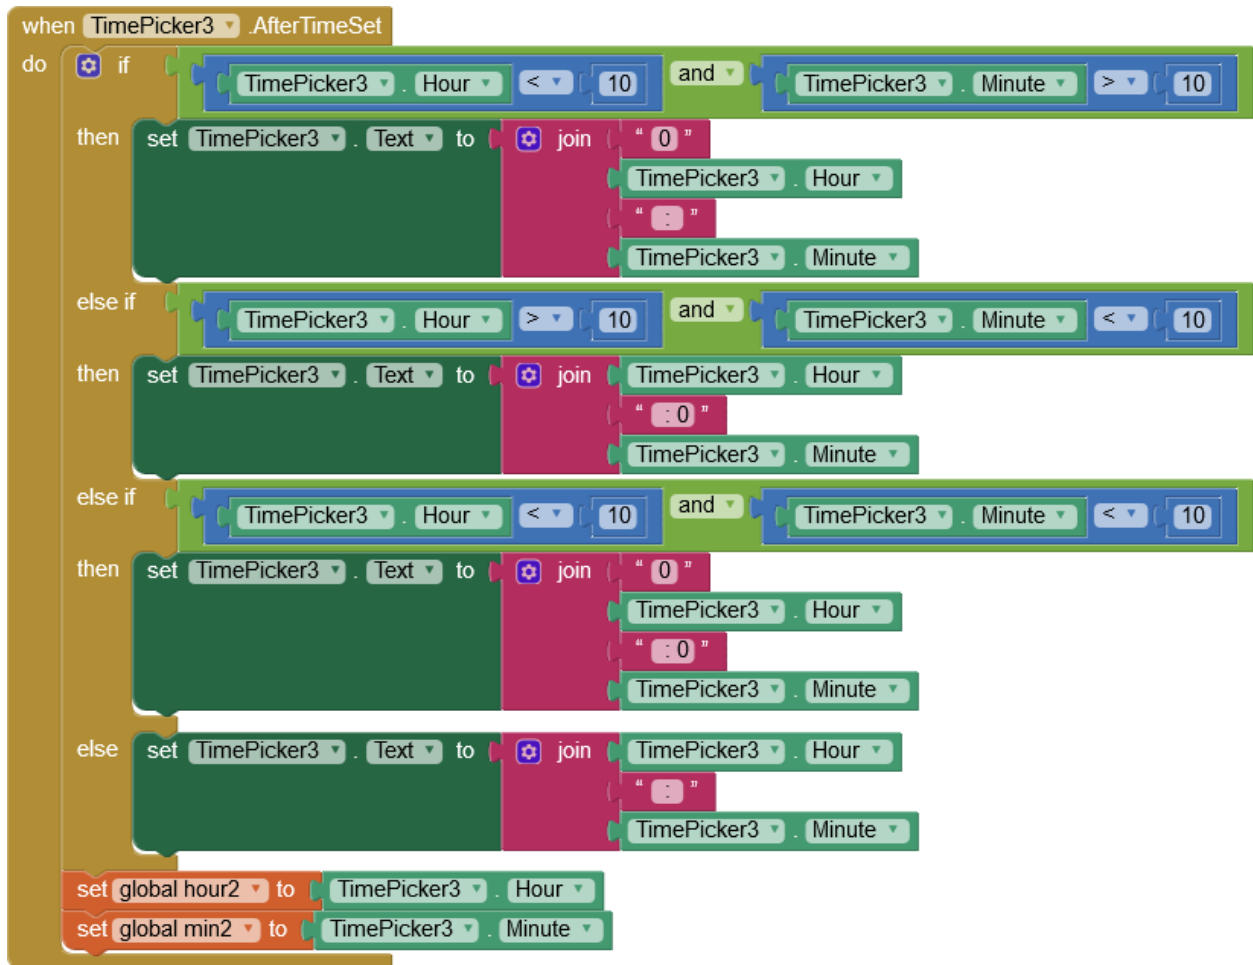 when TimePicker3 .AfterTimeSet
do if TimePicker3 . Hour < 10 and TimePicker3 . Minute > 10
then set TimePicker3 . Text to join " 0 "
TimePicker3 . Hour
" : "
TimePicker3 . Minute
else if TimePicker3 . Hour > 10 and TimePicker3 . Minute < 10
then set TimePicker3 . Text to join TimePicker3 . Hour
" : 0 "
TimePicker3 . Minute
else if TimePicker3 . Hour < 10 and TimePicker3 . Minute < 10
then set TimePicker3 . Text to join " 0 "
TimePicker3 . Hour
" : 0 "
TimePicker3 . Minute
else set TimePicker3 . Text to join TimePicker3 . Hour
" : "
TimePicker3 . Minute
set global hour2 to TimePicker3 . Hour
set global min2 to TimePicker3 . Minute